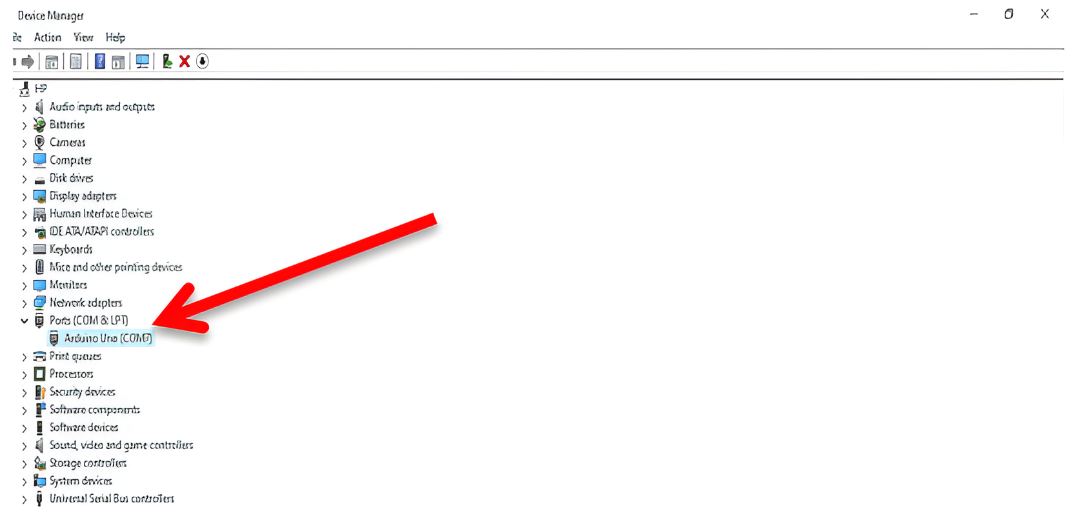 Device Manager
Action View Help
HP
Audio inputs and outputs
Batteries
Cameras
Computer
Disk drives
Display adapters
Human Interface Devices
IDE ATA/ATAPI controllers
Keyboards
Mice and other pointing devices
Monitors
Network adapters
Ports (COM & LPT)
Arduino Uno
Print queues
Processors
Security devices
Software components
Software devices
Sound, video and game controllers
Storage controllers
System devices
Universal Serial Bus controllers